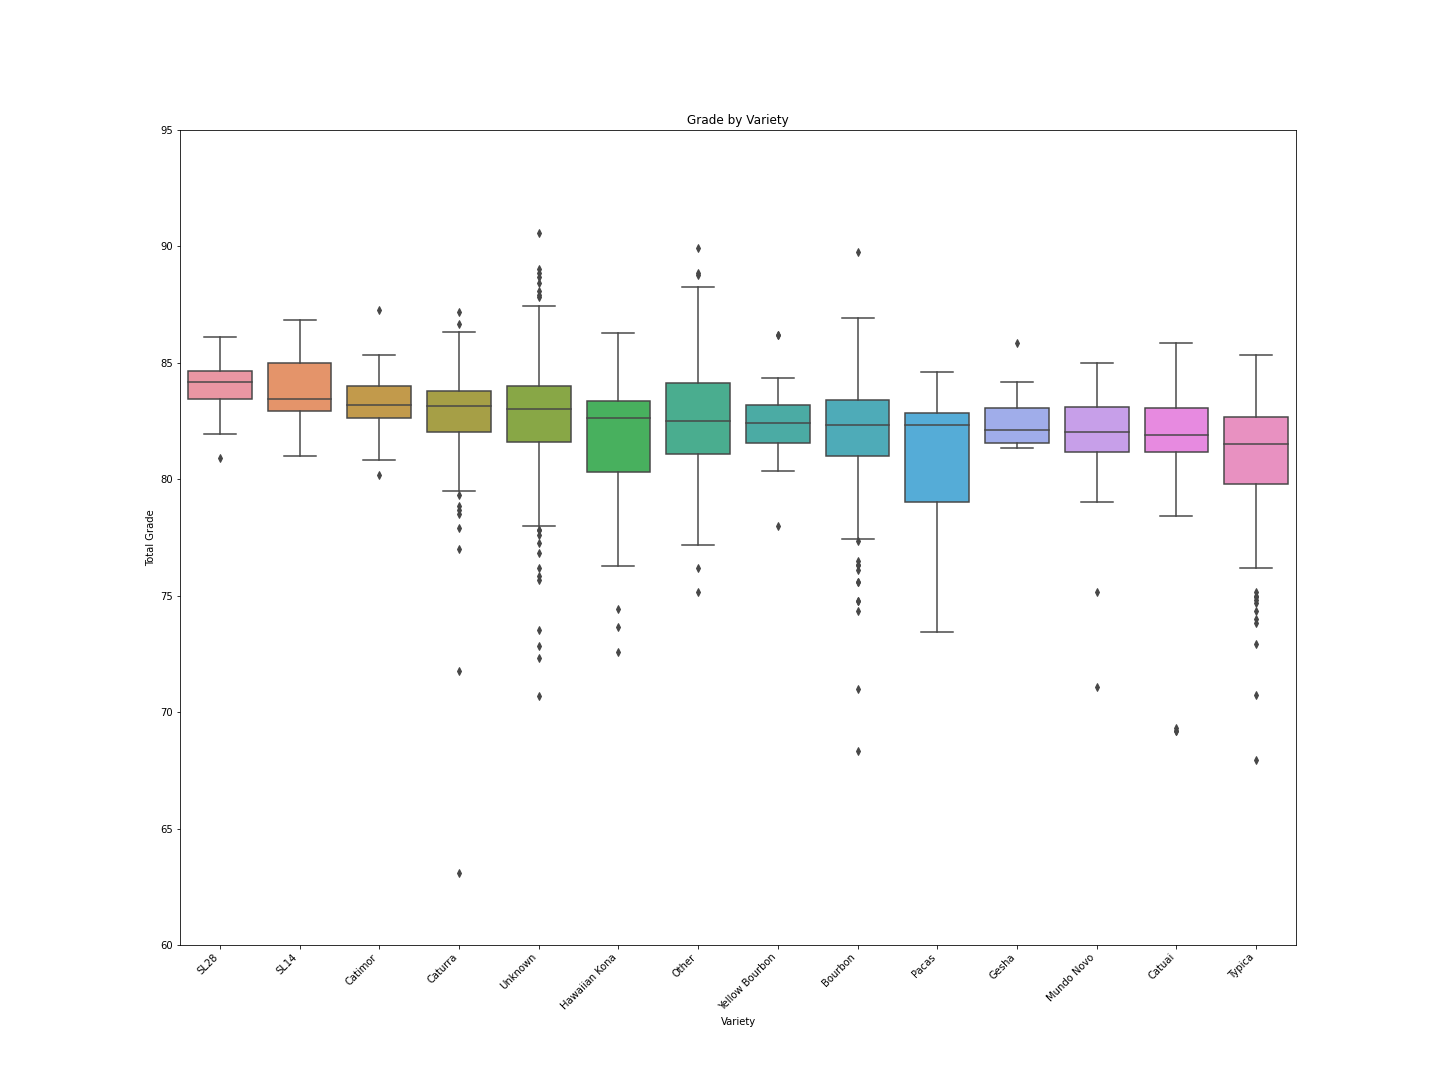 Grade by Variety
95
90
85
80
75
70
65
60
Total Grade
SL28
SL14
Catimor
Caturra
Unknown
Hawaiian Kona
Other
Yellow Bourbon
Bourbon
Pacas
Gesha
Mundo Novo
Catuai
Typica
Variety